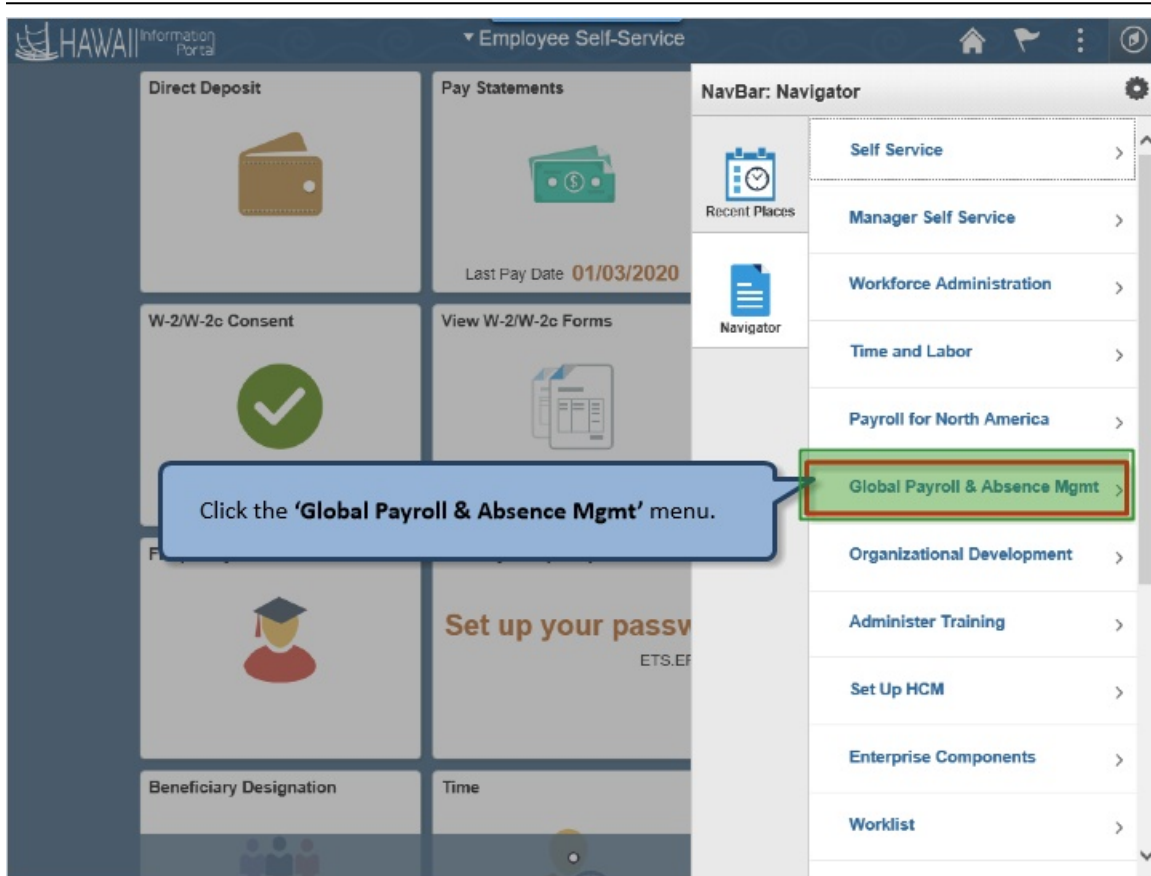 HAWAII Information Portal
Employee Self-Service
Direct Deposit
Pay Statements
Last Pay Date 01/03/2020
W-2/W-2c Consent
View W-2/W-2c Forms
Set up your passw
ETS.E
Beneficiary Designation
Time
NavBar: Navigator
Recent Places
Navigator
Self Service
Manager Self Service
Workforce Administration
Time and Labor
Payroll for North America
Global Payroll & Absence Mgmt
Organizational Development
Administer Training
Set Up HCM
Enterprise Components
Worklist
Click the ‘Global Payroll & Absence Mgmt’ menu.